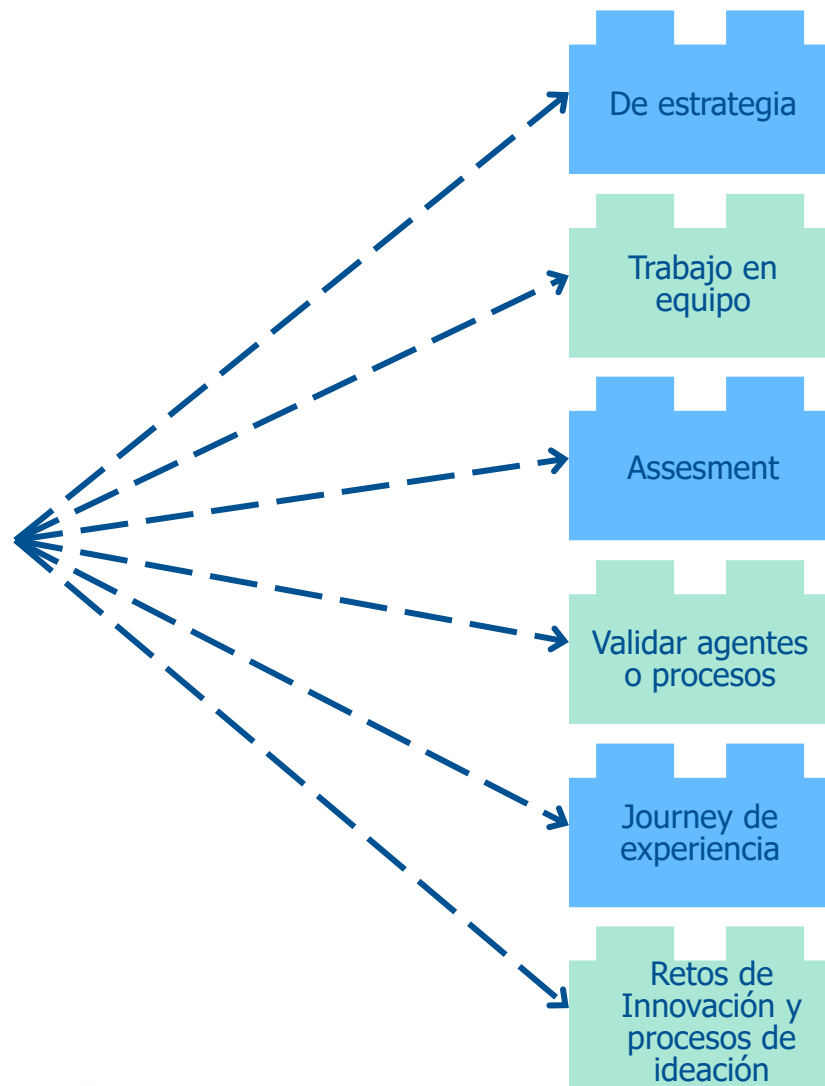 De estrategia
Trabajo en
equipo
Assesment
Validar agentes
o procesos
Journey de
experiencia
Retos de
Innovación y
procesos de
ideación